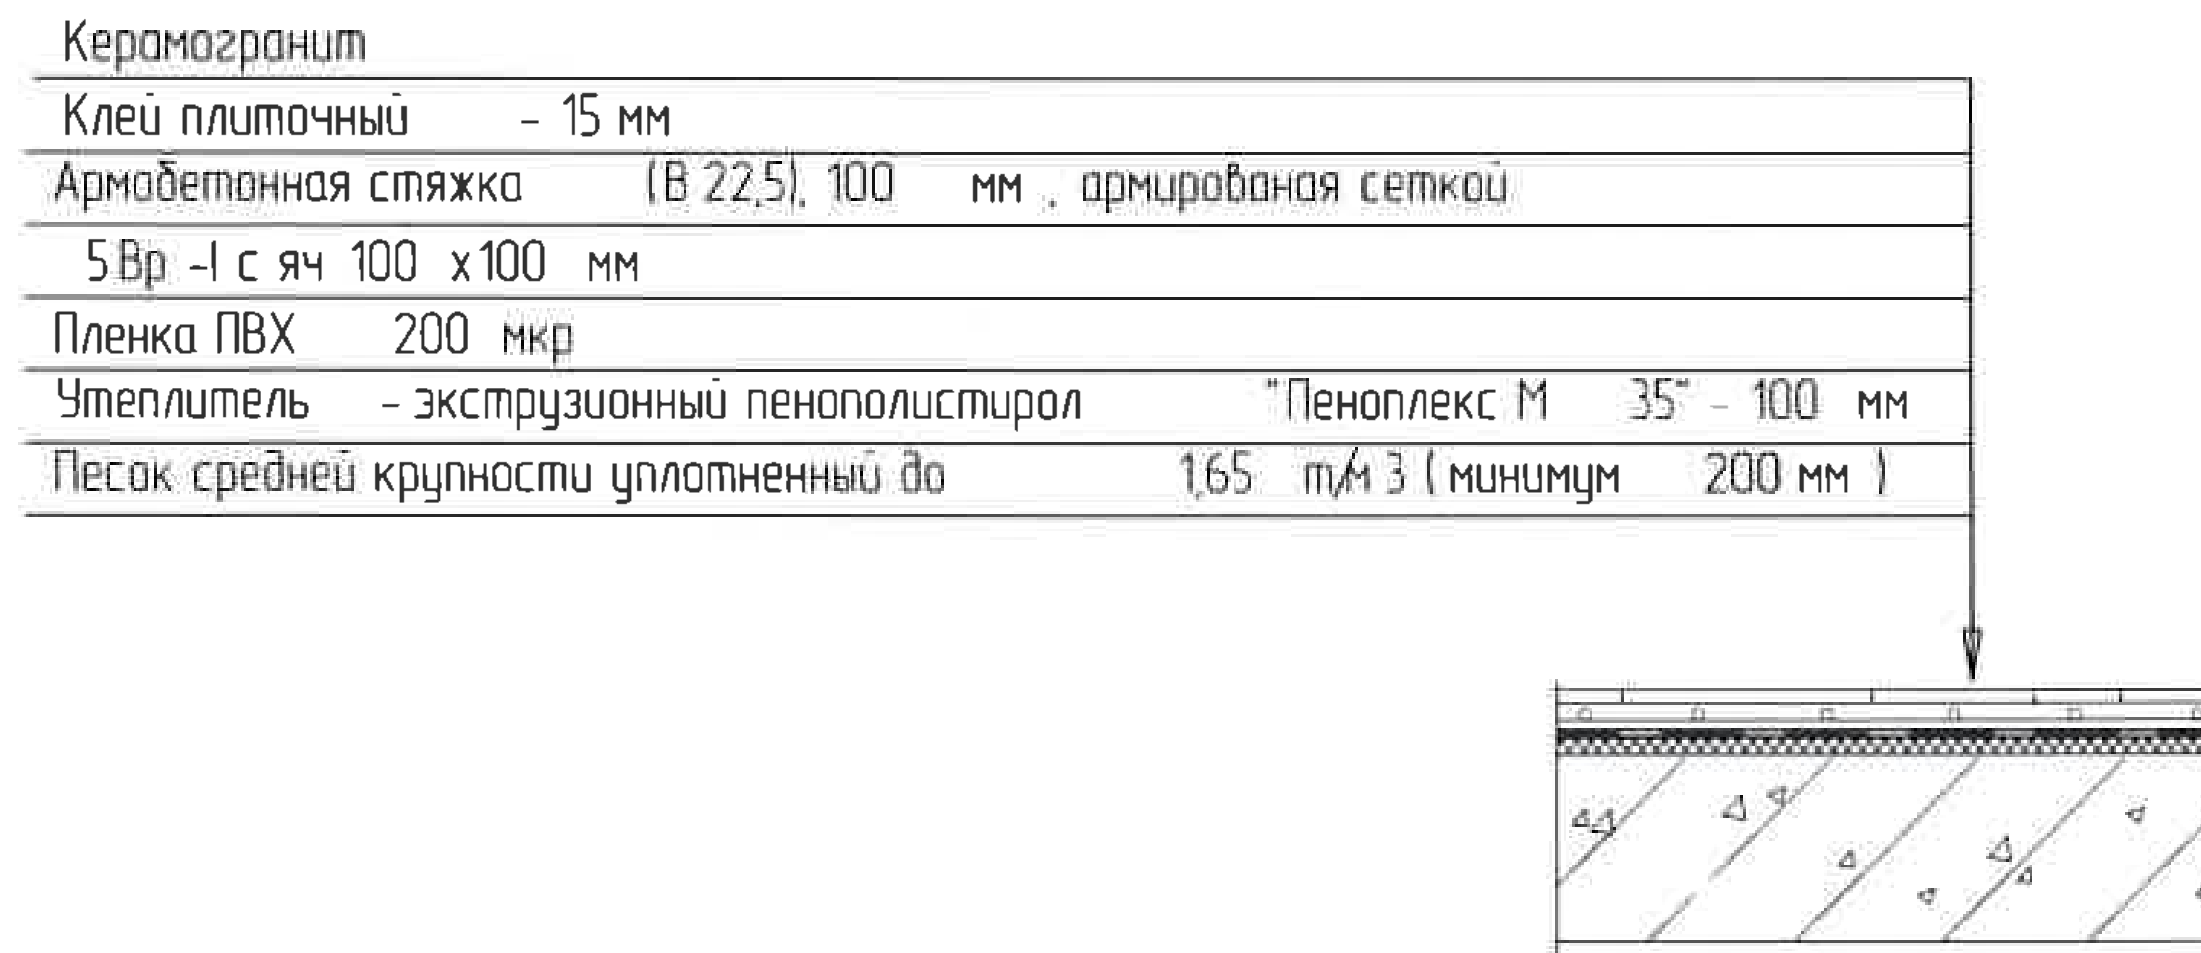 Керамогранит
Клей плиточный - 15 мм
Армобетонная стяжка (В 22,5), 100 мм , армированая сеткой
5 Вр -I с яч 100 х100 мм
Пленка ПВХ 200 мкр
Утеплитель - экструзионный пенополистирол "Пеноплекс М 35" - 100 мм
Песок средней крупности уплотненный до 1,65 т/м 3 ( минимум 200 мм )